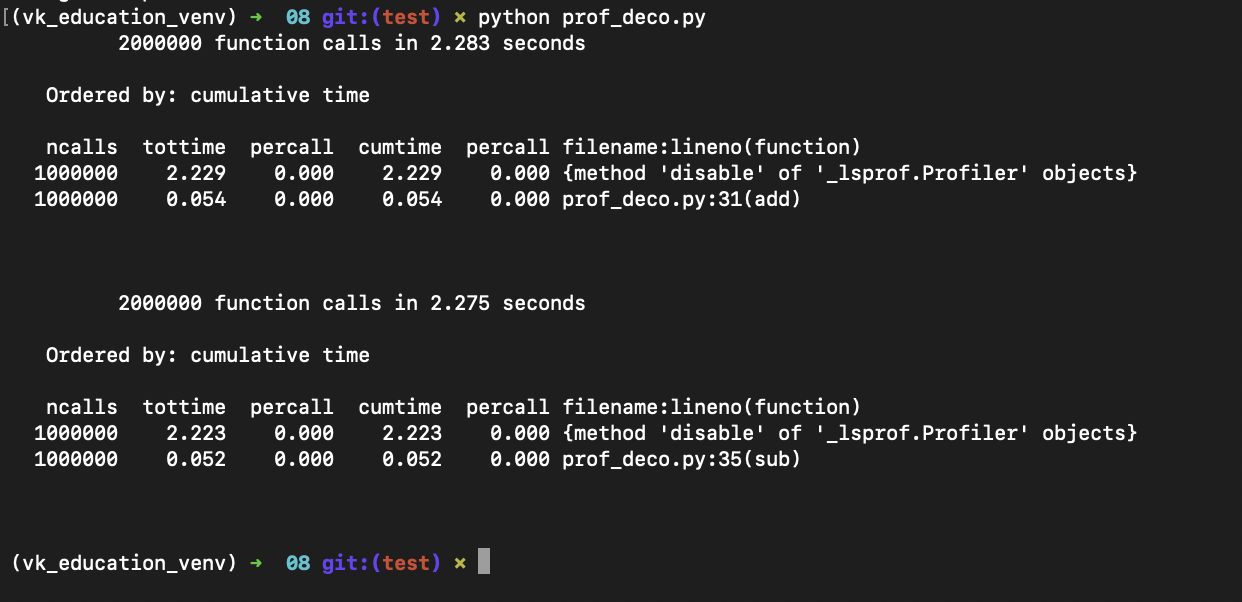 [(vk_education_venv) → 08 git:(test) × python prof_deco.py
2000000 function calls in 2.283 seconds
Ordered by: cumulative time
ncalls tottime percall cumtime percall filename:lineno(function)
1000000 2.229 0.000 2.229 0.000 {method 'disable' of '_lsprof.Profiler' objects}
1000000 0.054 0.000 0.054 0.000 prof_deco.py:31(add)
2000000 function calls in 2.275 seconds
Ordered by: cumulative time
ncalls tottime percall cumtime percall filename:lineno(function)
1000000 2.223 0.000 2.223 0.000 {method 'disable' of '_lsprof.Profiler' objects}
1000000 0.052 0.000 0.052 0.000 prof_deco.py:35(sub)
(vk_education_venv) → 08 git:(test) ×